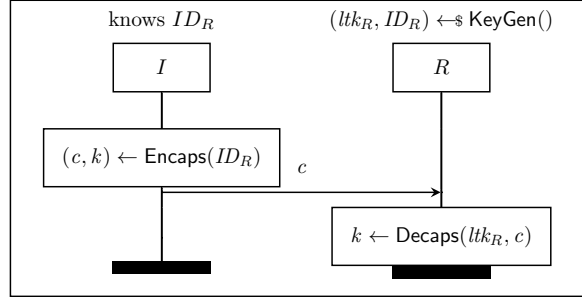 knows ID_R
(ltk_R, ID_R) ←$ KeyGen()
I
R
(c, k) ← Encaps(ID_R)
c
k ← Decaps(ltk_R, c)